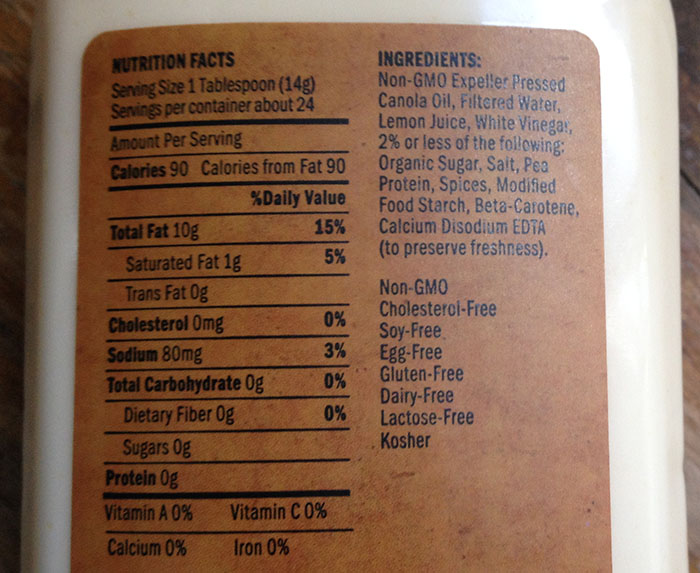 NUTRITION FACTS
Serving Size 1 Tablespoon (14g)
Servings per container about 24
Amount Per Serving
Calories 90 Calories from Fat 90
%Daily Value
Total Fat 10g 15%
Saturated Fat 1g 5%
Trans Fat 0g
Cholesterol 0mg 0%
Sodium 80mg 3%
Total Carbohydrate 0g 0%
Dietary Fiber 0g 0%
Sugars 0g
Protein 0g
Vitamin A 0% Vitamin C 0%
Calcium 0% Iron 0%
INGREDIENTS:
Non-GMO Expeller Pressed
Canola Oil, Filtered Water,
Lemon Juice, White Vinegar,
2% or less of the following:
Organic Sugar, Salt, Pea
Protein, Spices, Modified
Food Starch, Beta-Carotene,
Calcium Disodium EDTA
(to preserve freshness).
Non-GMO
Cholesterol-Free
Soy-Free
Egg-Free
Gluten-Free
Dairy-Free
Lactose-Free
Kosher